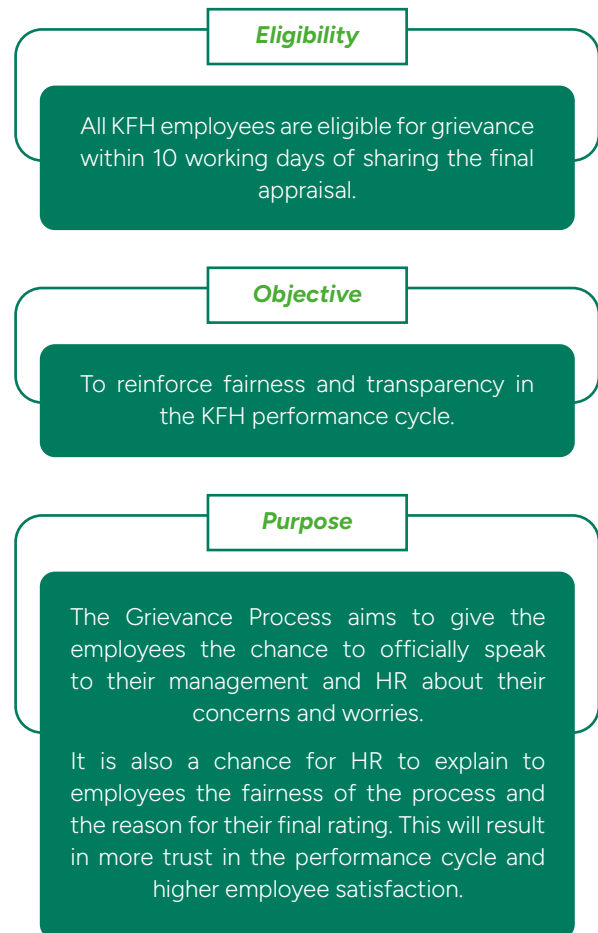 Eligibility
All KFH employees are eligible for grievance
within 10 working days of sharing the final
appraisal.
Objective
To reinforce fairness and transparency in
the KFH performance cycle.
Purpose
The Grievance Process aims to give the
employees the chance to officially speak
to their management and HR about their
concerns and worries.
It is also a chance for HR to explain to
employees the fairness of the process and
the reason for their final rating. This will result
in more trust in the performance cycle and
higher employee satisfaction.